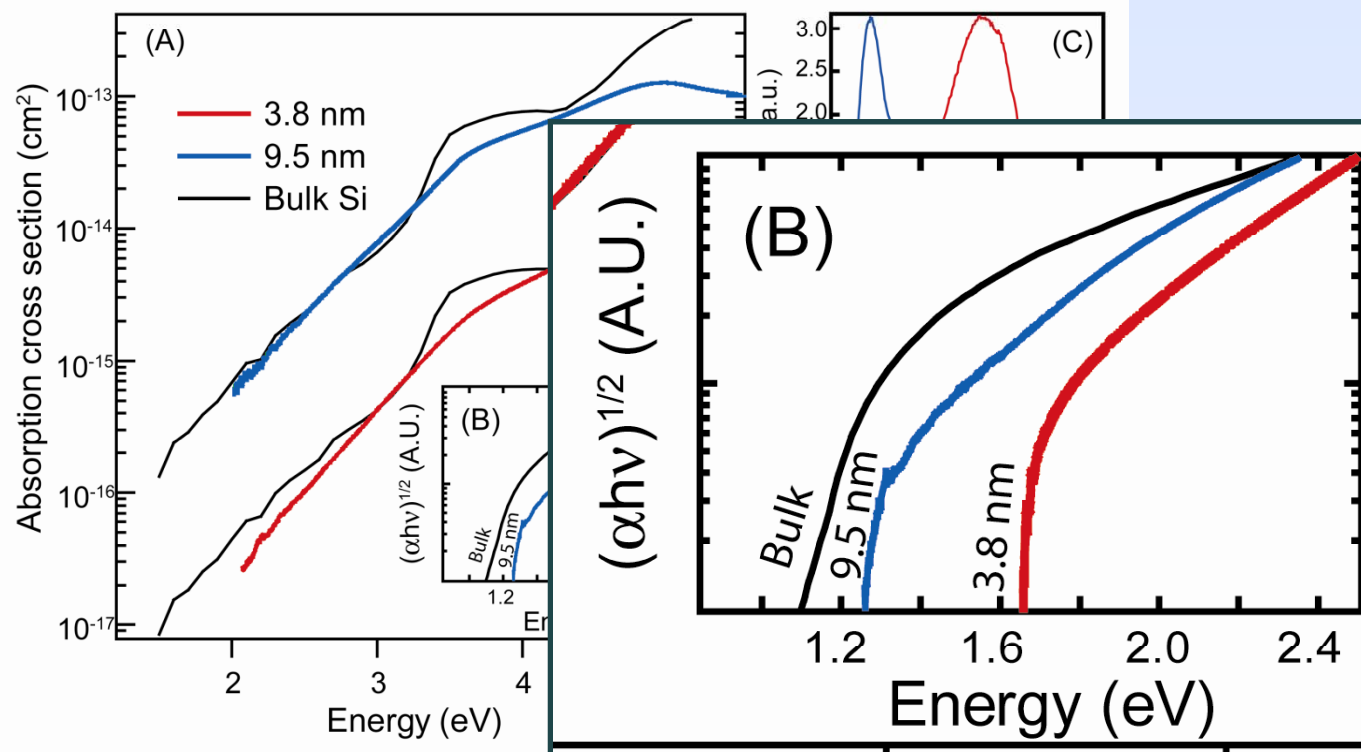 (A)
3.8 nm
9.5 nm
Bulk Si
Absorption cross section (cm²)
10⁻¹³
10⁻¹⁴
10⁻¹⁵
10⁻¹⁶
10⁻¹⁷
2
3
4
Energy (eV)
(B)
(αhν)¹/² (A.U.)
Bulk
9.5 nm
1.2
En
(C)
3.0
2.5
2.0
a.u.)
(B)
(αhν)¹/² (A.U.)
Bulk
9.5 nm
3.8 nm
1.2
1.6
2.0
2.4
Energy (eV)